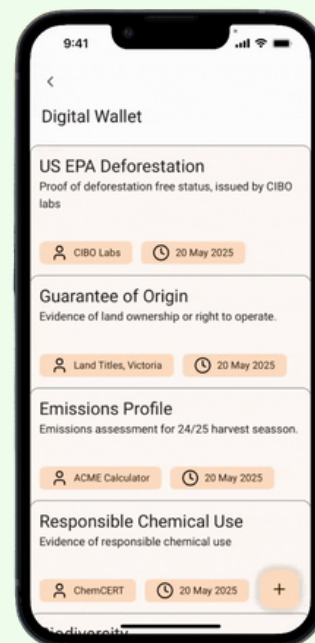 9:41
Digital Wallet
US EPA Deforestation
Proof of deforestation free status, issued by CIBO
labs
CIBO Labs
20 May 2025
Guarantee of Origin
Evidence of land ownership or right to operate.
Land Titles, Victoria
20 May 2025
Emissions Profile
Emissions assessment for 24/25 harvest seasson.
ACME Calculator
20 May 2025
Responsible Chemical Use
Evidence of responsible chemical use
ChemCERT
20 May 2025
+
Biodiversity